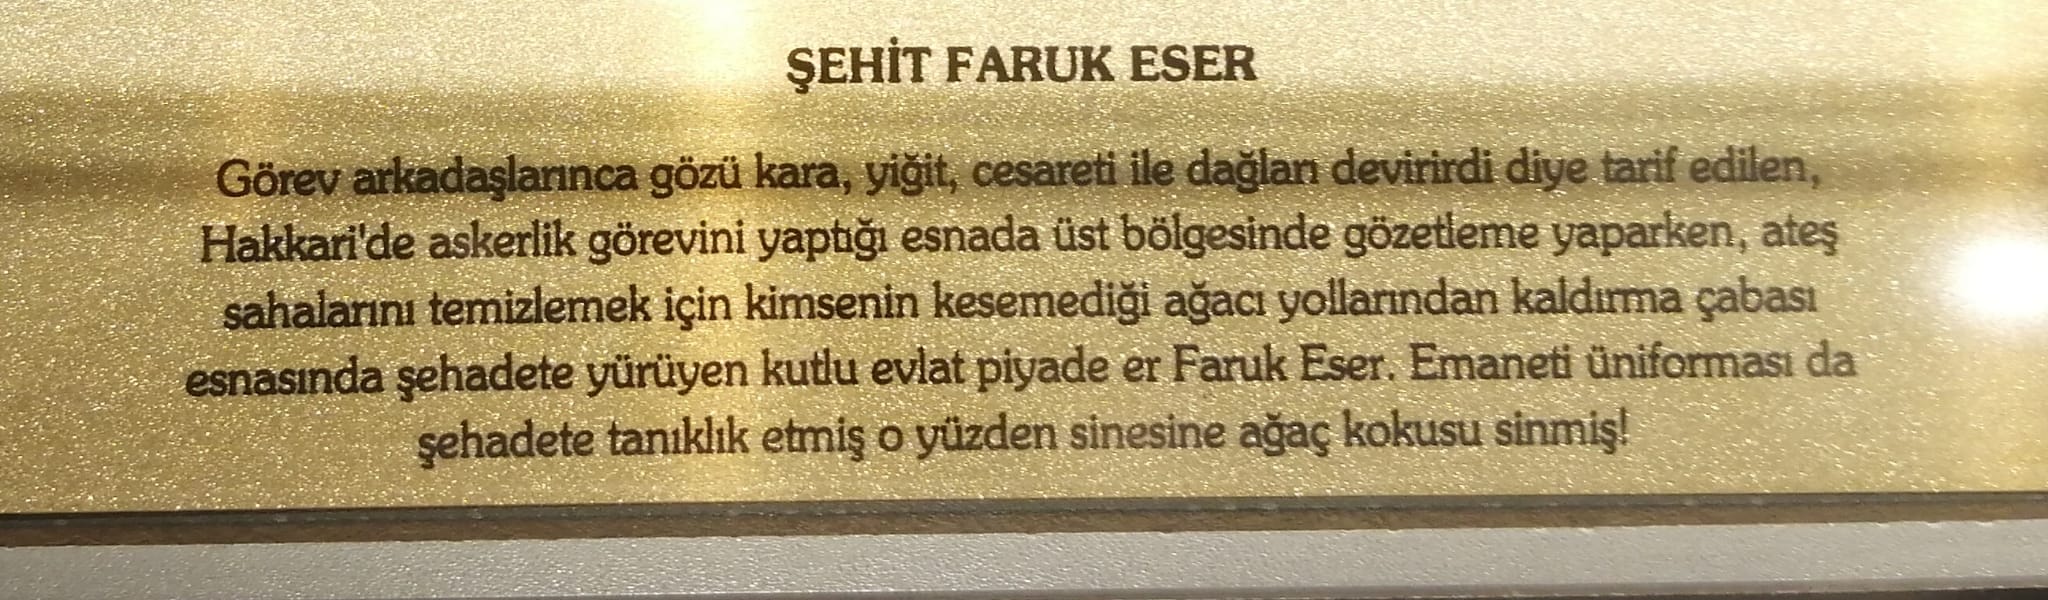 ŞEHİT FARUK ESER
Görev arkadaşlarınca gözü kara, yiğit, cesareti ile dağları devirirdi diye tarif edilen,
Hakkari'de askerlik görevini yaptığı esnada üst bölgesinde gözetleme yaparken, ateş
sahalarını temizlemek için kimsenin kesemediği ağacı yollarından kaldırma çabası
esnasında şehadete yürüyen kutlu evlat piyade er Faruk Eser. Emaneti üniforması da
şehadete tanıklık etmiş o yüzden sinesine ağaç kokusu sinmiş!